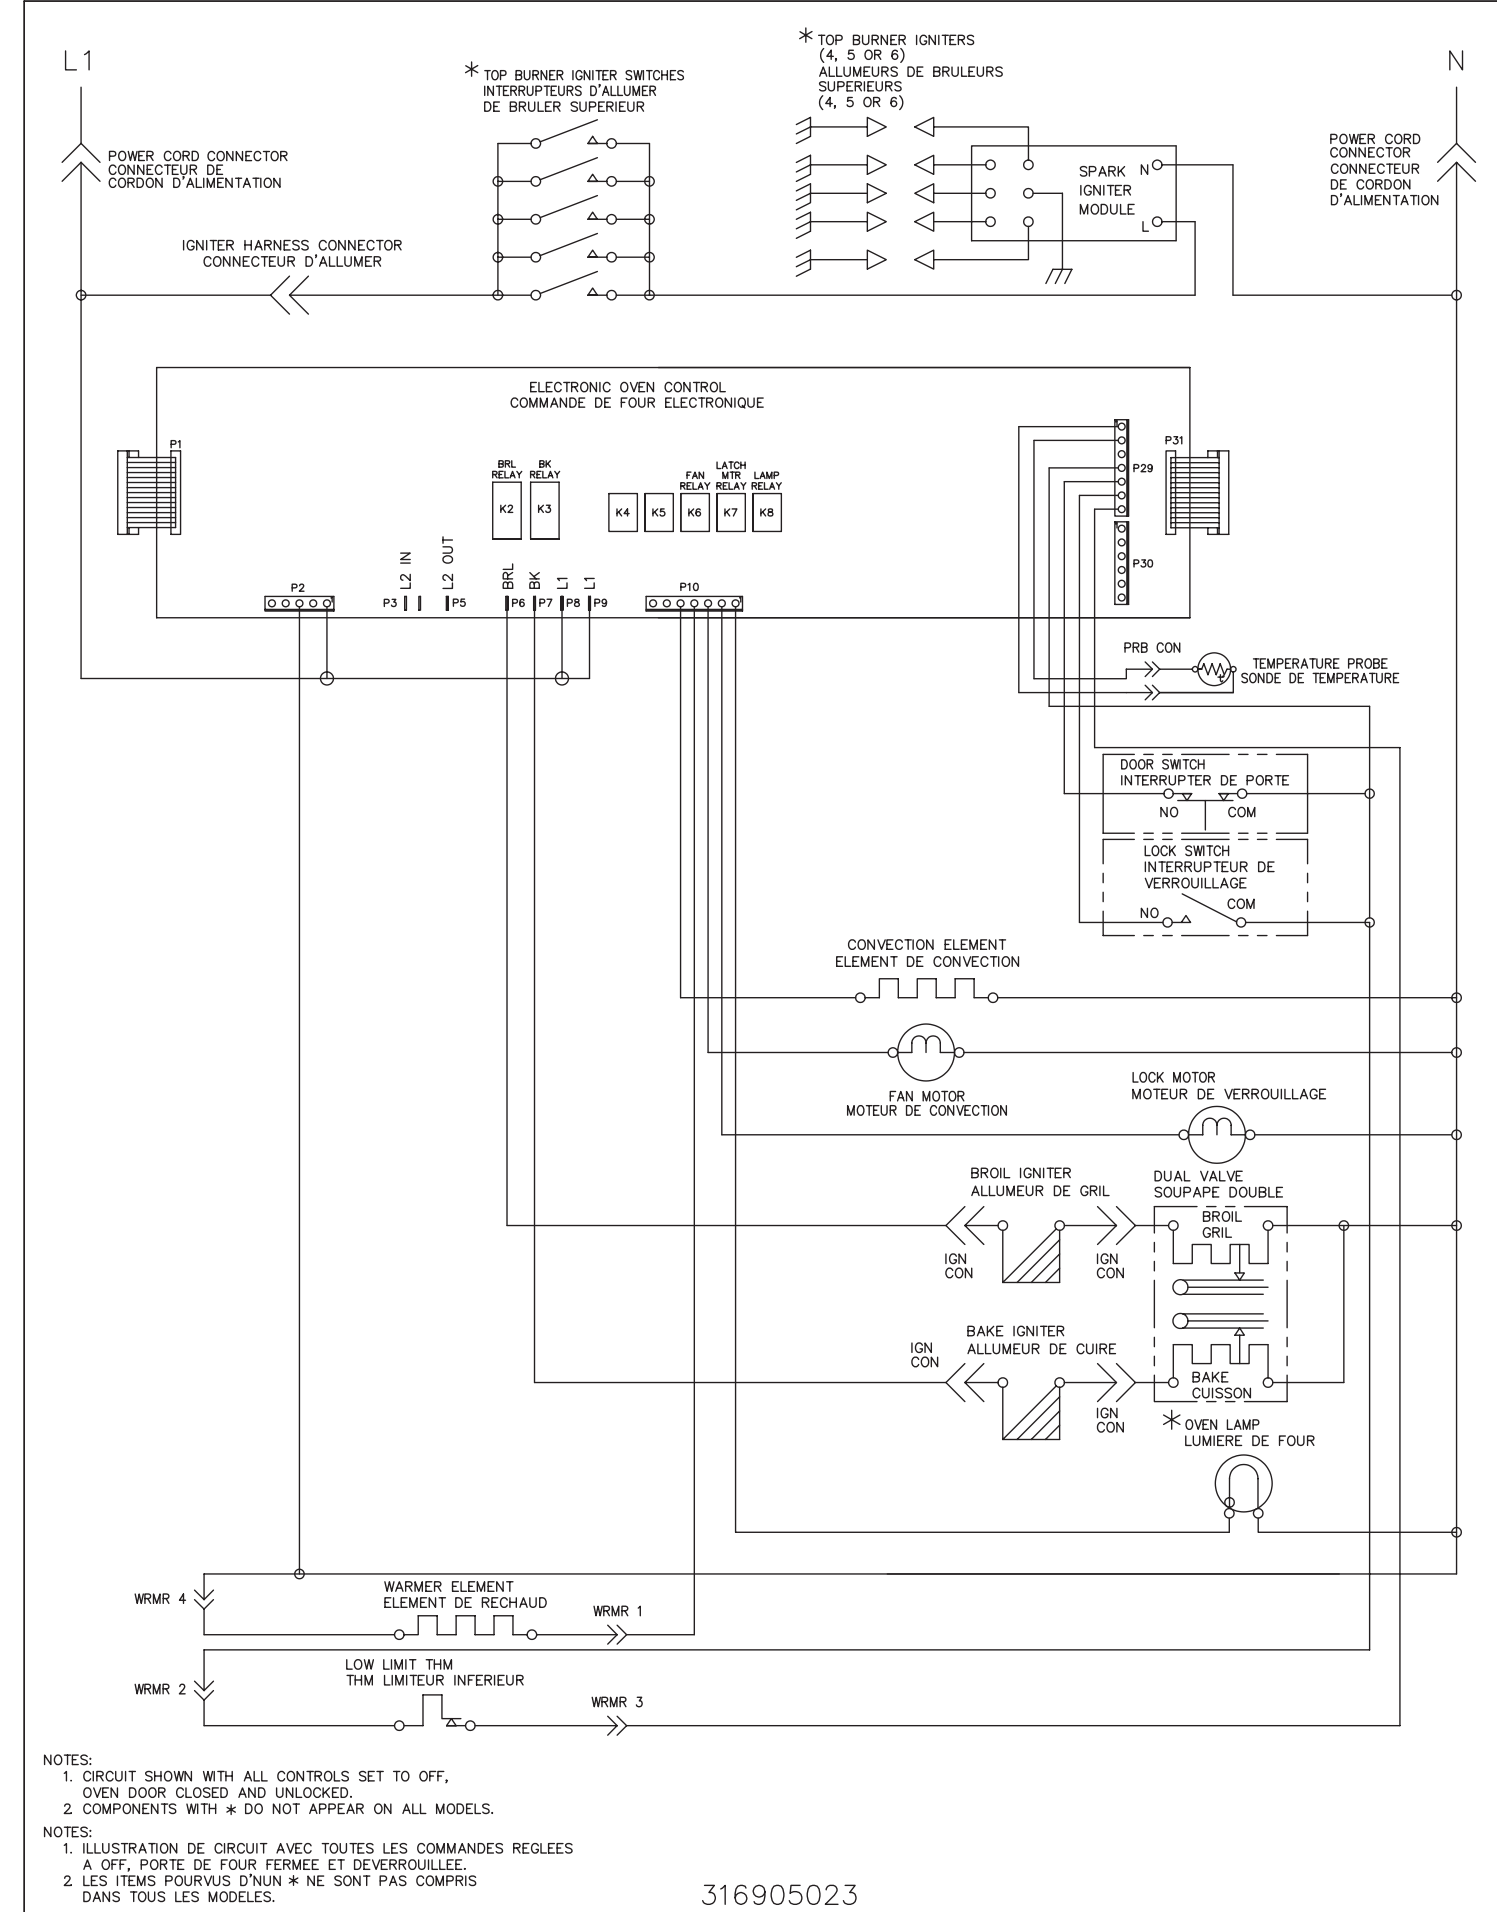 L1
N
* TOP BURNER IGNITER SWITCHES
INTERRUPTEURS D'ALLUMER
DE BRULER SUPERIEUR
* TOP BURNER IGNITERS
(4, 5 OR 6)
ALLUMEURS DE BRULEURS
SUPERIEURS
(4, 5 OR 6)
POWER CORD CONNECTOR
CONNECTEUR DE
CORDON D'ALIMENTATION
POWER CORD
CONNECTOR
CONNECTEUR
DE CORDON
D'ALIMENTATION
SPARK
IGNITER
MODULE
N
L
IGNITER HARNESS CONNECTOR
CONNECTEUR D'ALLUMER
ELECTRONIC OVEN CONTROL
COMMANDE DE FOUR ELECTRONIQUE
P1
BRL
RELAY
K2
BK
RELAY
K3
K4
K5
FAN
RELAY
K6
LATCH
MTR
RELAY
K7
LAMP
RELAY
K8
P29
P31
P30
P2
P3
L2 IN
L2 OUT
P5
BRL
P6
BK
P7
L1
P8
L1
P9
P10
PRB CON
TEMPERATURE PROBE
SONDE DE TEMPERATURE
t
DOOR SWITCH
INTERRUPTER DE PORTE
NO
COM
LOCK SWITCH
INTERRUPTEUR DE
VERROUILLAGE
NO
COM
CONVECTION ELEMENT
ELEMENT DE CONVECTION
FAN MOTOR
MOTEUR DE CONVECTION
LOCK MOTOR
MOTEUR DE VERROUILLAGE
BROIL IGNITER
ALLUMEUR DE GRIL
IGN
CON
IGN
CON
DUAL VALVE
SOUPAPE DOUBLE
BROIL
GRIL
BAKE IGNITER
ALLUMEUR DE CUIRE
IGN
CON
IGN
CON
BAKE
CUISSON
* OVEN LAMP
LUMIERE DE FOUR
WRMR 4
WARMER ELEMENT
ELEMENT DE RECHAUD
WRMR 1
WRMR 2
LOW LIMIT THM
THM LIMITEUR INFERIEUR
WRMR 3
NOTES:
1. CIRCUIT SHOWN WITH ALL CONTROLS SET TO OFF,
OVEN DOOR CLOSED AND UNLOCKED.
2. COMPONENTS WITH * DO NOT APPEAR ON ALL MODELS.
NOTES:
1. ILLUSTRATION DE CIRCUIT AVEC TOUTES LES COMMANDES REGLEES
A OFF, PORTE DE FOUR FERMEE ET DEVERROUILLEE.
2. LES ITEMS POURVUS D'NUN * NE SONT PAS COMPRIS
DANS TOUS LES MODELES.
316905023